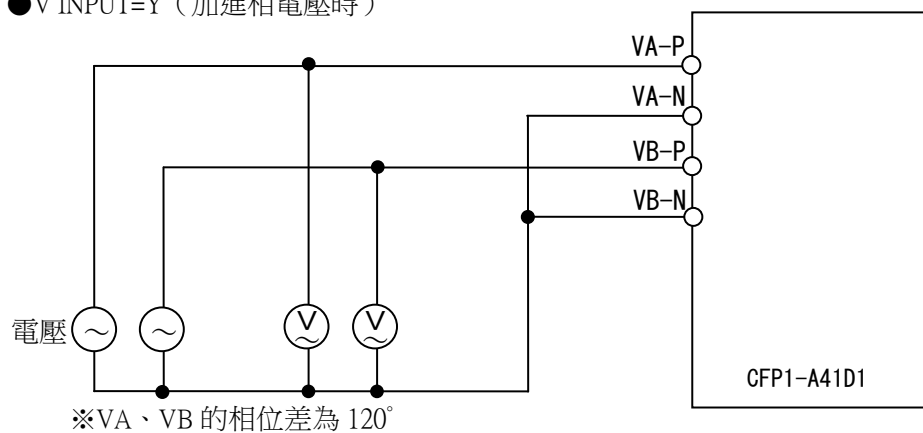 ●V INPUT=Y（加進相電壓時）
VA-P
VA-N
VB-P
VB-N
電壓
V
V
CFP1-A41D1
※VA、VB 的相位差為 120°